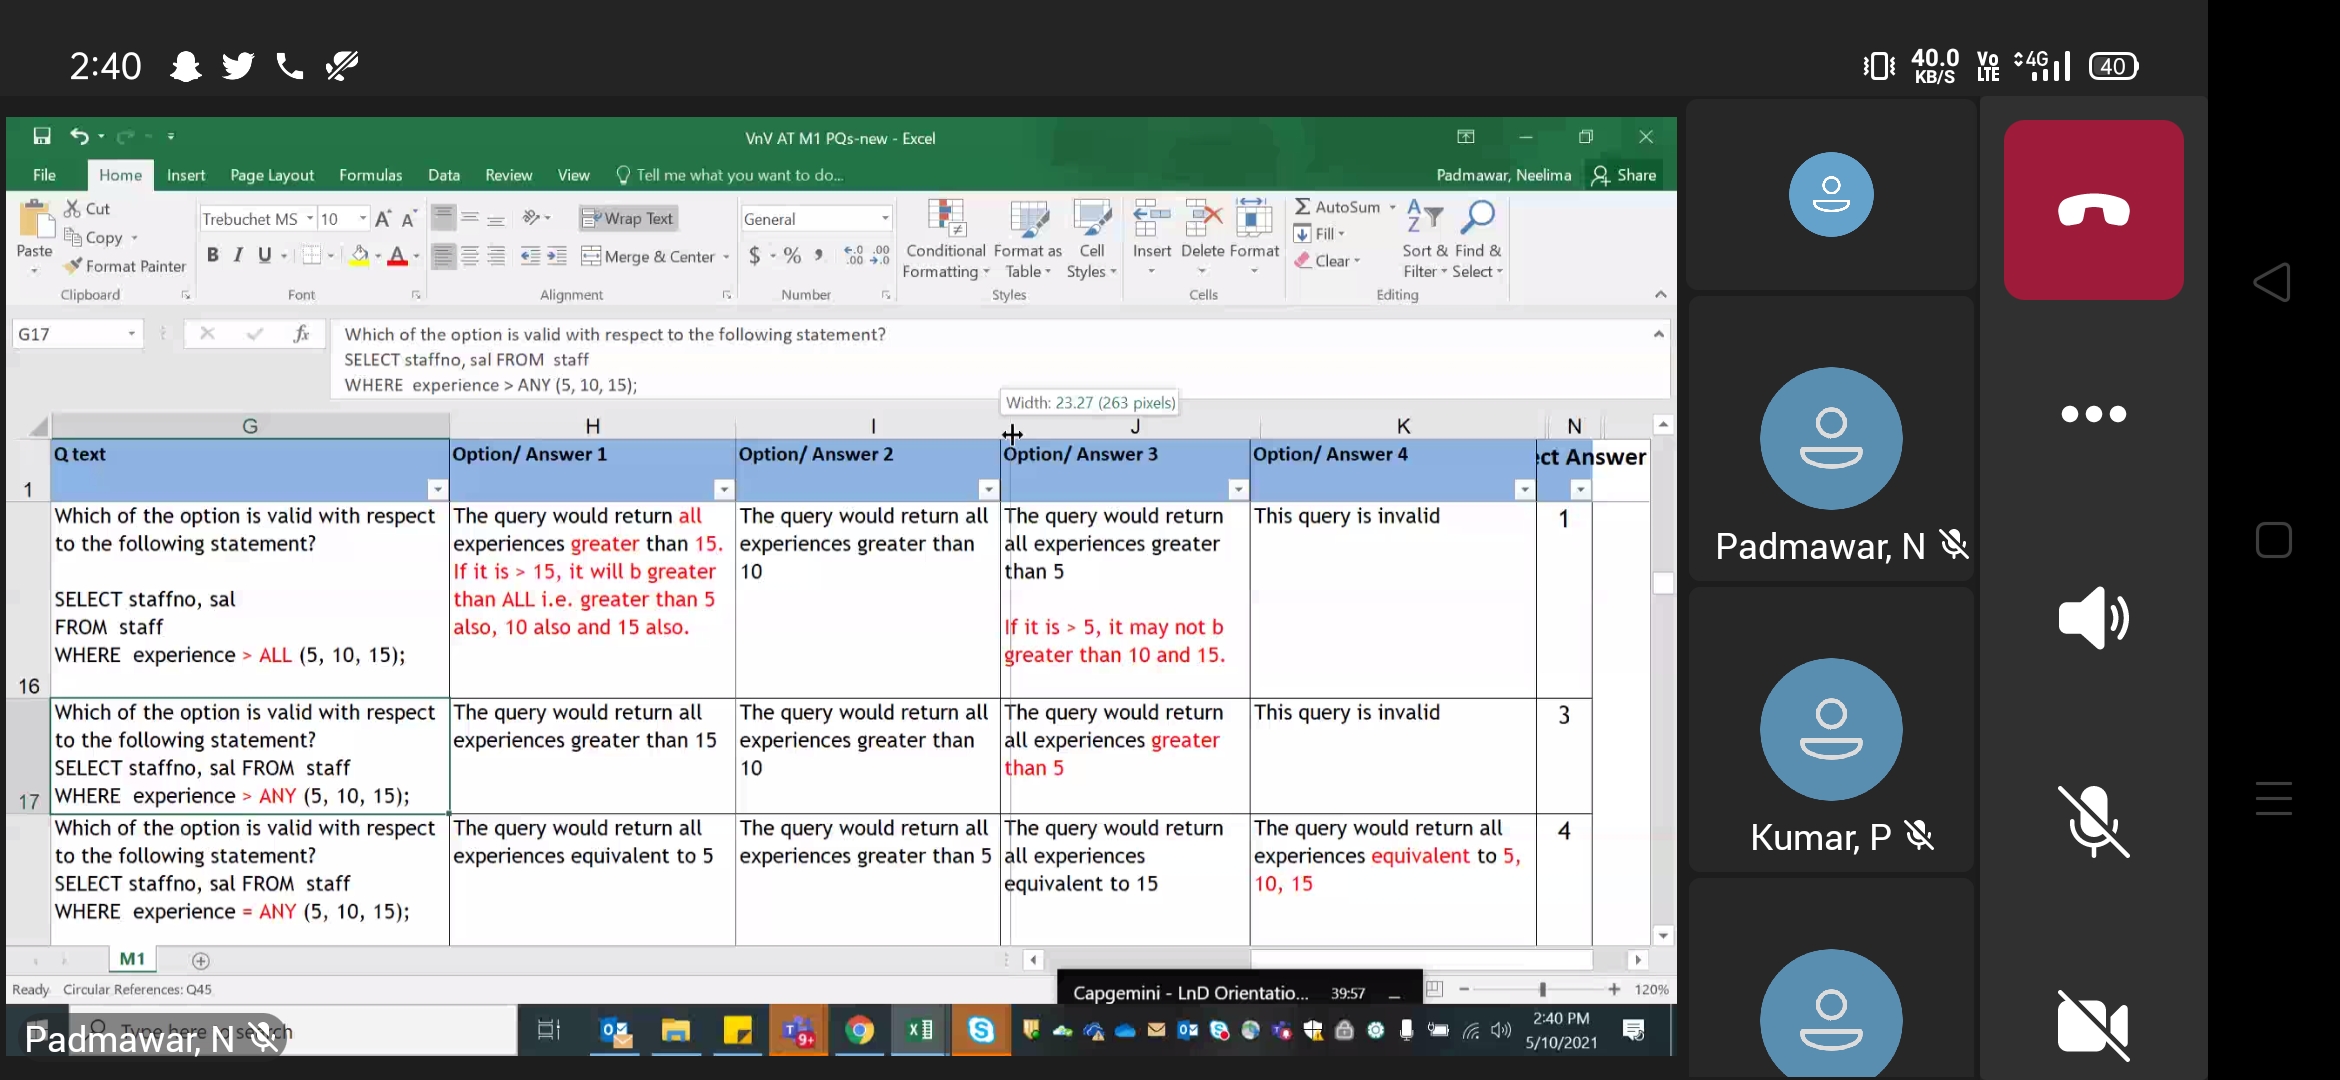 2:40
40.0
KB/S
Vo
LTE
4G
40
VnV AT M1 PQs-new - Excel
File
Home
Insert
Page Layout
Formulas
Data
Review
View
Tell me what you want to do...
Padmawar, Neelima
Share
Paste
Cut
Copy
Format Painter
Clipboard
Trebuchet MS
10
A A
B I U
A
Font
Wrap Text
Merge & Center
Alignment
General
$ - % ,
Number
Conditional Formatting
Format as Table
Cell Styles
Styles
Insert
Delete
Format
Cells
AutoSum
Fill
Clear
Sort & Filter
Find & Select
Editing
G17
fx
Which of the option is valid with respect to the following statement?
SELECT staffno, sal FROM staff
WHERE experience > ANY (5, 10, 15);
Width: 23.27 (263 pixels)
G H I J K N
1
Q text
Option/ Answer 1
Option/ Answer 2
Option/ Answer 3
Option/ Answer 4
ct Answer
16
Which of the option is valid with respect
to the following statement?
SELECT staffno, sal
FROM staff
WHERE experience > ALL (5, 10, 15);
The query would return all
experiences greater than 15.
If it is > 15, it will b greater
than ALL i.e. greater than 5
also, 10 also and 15 also.
The query would return all
experiences greater than
10
The query would return
all experiences greater
than 5
If it is > 5, it may not b
greater than 10 and 15.
This query is invalid
1
17
Which of the option is valid with respect
to the following statement?
SELECT staffno, sal FROM staff
WHERE experience > ANY (5, 10, 15);
The query would return all
experiences greater than 15
The query would return all
experiences greater than
10
The query would return
all experiences greater
than 5
This query is invalid
3
Which of the option is valid with respect
to the following statement?
SELECT staffno, sal FROM staff
WHERE experience = ANY (5, 10, 15);
The query would return all
experiences equivalent to 5
The query would return all
experiences greater than 5
The query would return
all experiences
equivalent to 15
The query would return all
experiences equivalent to 5,
10, 15
4
M1
Ready
Circular References: Q45
Capgemini - LnD Orientatio...
39:57
120%
Type here to search
Padmawar, N
9+
2:40 PM
5/10/2021
Padmawar, N
Kumar, P